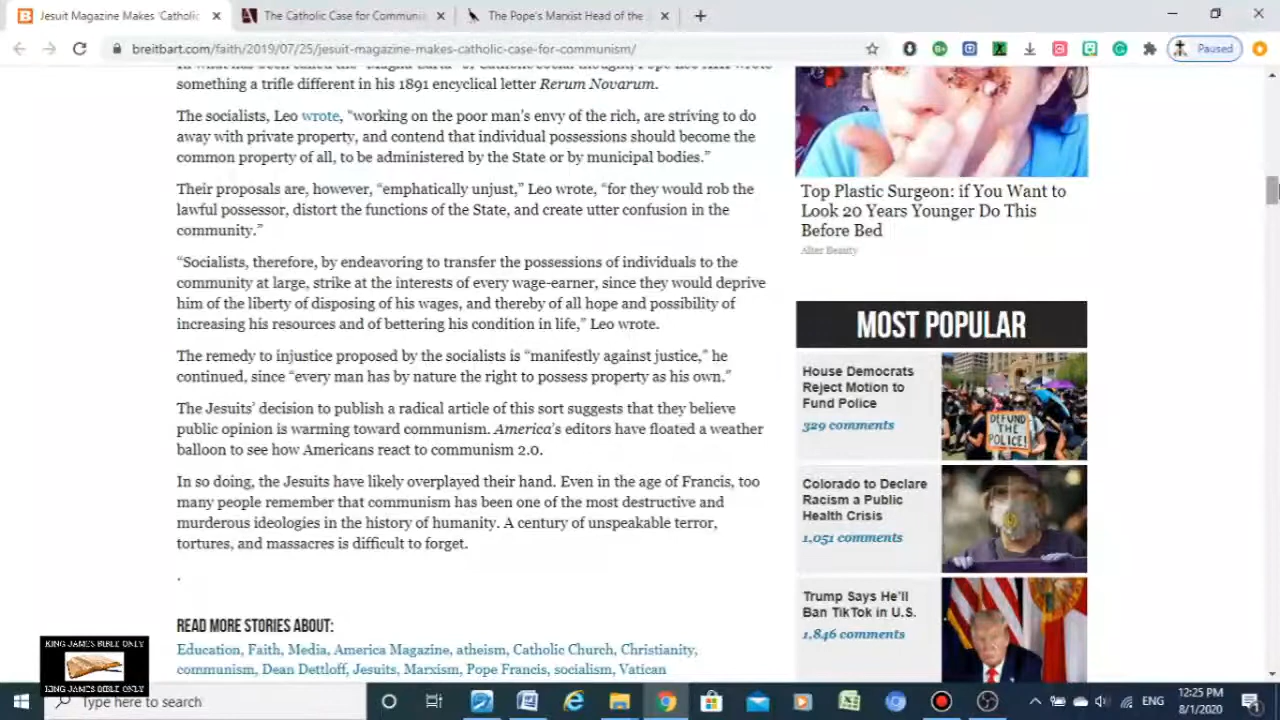 Jesuit Magazine Makes 'Catholic
The Catholic Case for Communis
The Pope's Marxist Head of the
breitbart.com/faith/2019/07/25/jesuit-magazine-makes-catholic-case-for-communism/
Paused
something a trifle different in his 1891 encyclical letter Rerum Novarum.
The socialists, Leo wrote, “working on the poor man’s envy of the rich, are striving to do
away with private property, and contend that individual possessions should become the
common property of all, to be administered by the State or by municipal bodies.”
Their proposals are, however, “emphatically unjust,” Leo wrote, “for they would rob the
lawful possessor, distort the functions of the State, and create utter confusion in the
community.”
“Socialists, therefore, by endeavoring to transfer the possessions of individuals to the
community at large, strike at the interests of every wage-earner, since they would deprive
him of the liberty of disposing of his wages, and thereby of all hope and possibility of
increasing his resources and of bettering his condition in life,” Leo wrote.
The remedy to injustice proposed by the socialists is “manifestly against justice,” he
continued, since “every man has by nature the right to possess property as his own.”
The Jesuits’ decision to publish a radical article of this sort suggests that they believe
public opinion is warming toward communism. America’s editors have floated a weather
balloon to see how Americans react to communism 2.0.
In so doing, the Jesuits have likely overplayed their hand. Even in the age of Francis, too
many people remember that communism has been one of the most destructive and
murderous ideologies in the history of humanity. A century of unspeakable terror,
tortures, and massacres is difficult to forget.
.
READ MORE STORIES ABOUT:
Education, Faith, Media, America Magazine, atheism, Catholic Church, Christianity,
communism, Dean Dettloff, Jesuits, Marxism, Pope Francis, socialism, Vatican
Top Plastic Surgeon: if You Want to
Look 20 Years Younger Do This
Before Bed
Alter Beauty
MOST POPULAR
House Democrats
Reject Motion to
Fund Police
329 comments
DEFUND
THE
POLICE!
Colorado to Declare
Racism a Public
Health Crisis
1,051 comments
Trump Says He’ll
Ban TikTok in U.S.
1,846 comments
KING JAMES BIBLE ONLY
KING JAMES BIBLE ONLY
Type here to search
ENG
12:25 PM
8/1/2020